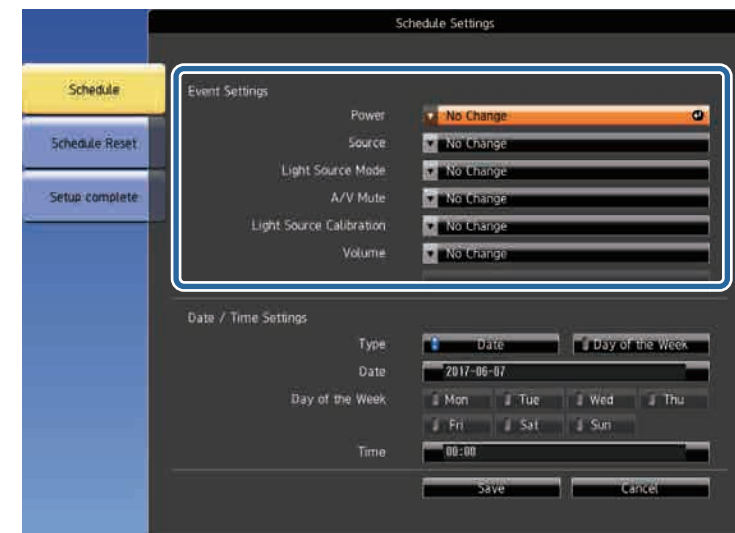 Schedule Settings
Schedule
Schedule Reset
Setup complete
Event Settings
Power No Change
Source No Change
Light Source Mode No Change
A/V Mute No Change
Light Source Calibration No Change
Volume No Change
Date / Time Settings
Type Date Day of the Week
Date 2017-06-07
Day of the Week Mon Tue Wed Thu
Fri Sat Sun
Time 00:00
Save Cancel